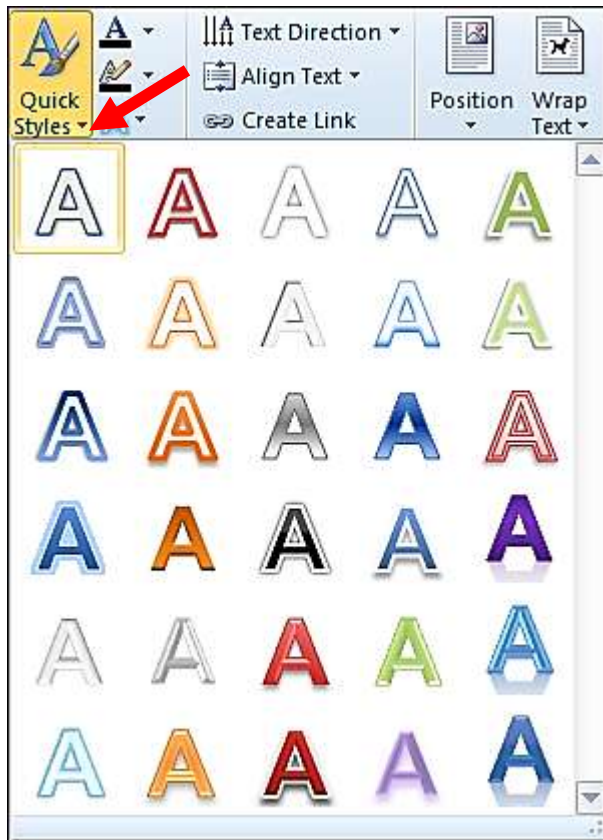 A
Text Direction
Align Text
Create Link
Quick
Styles
Position
Wrap
Text
A A A A A
A A A A A
A A A A A
A A A A A
A A A A A
A A A A A